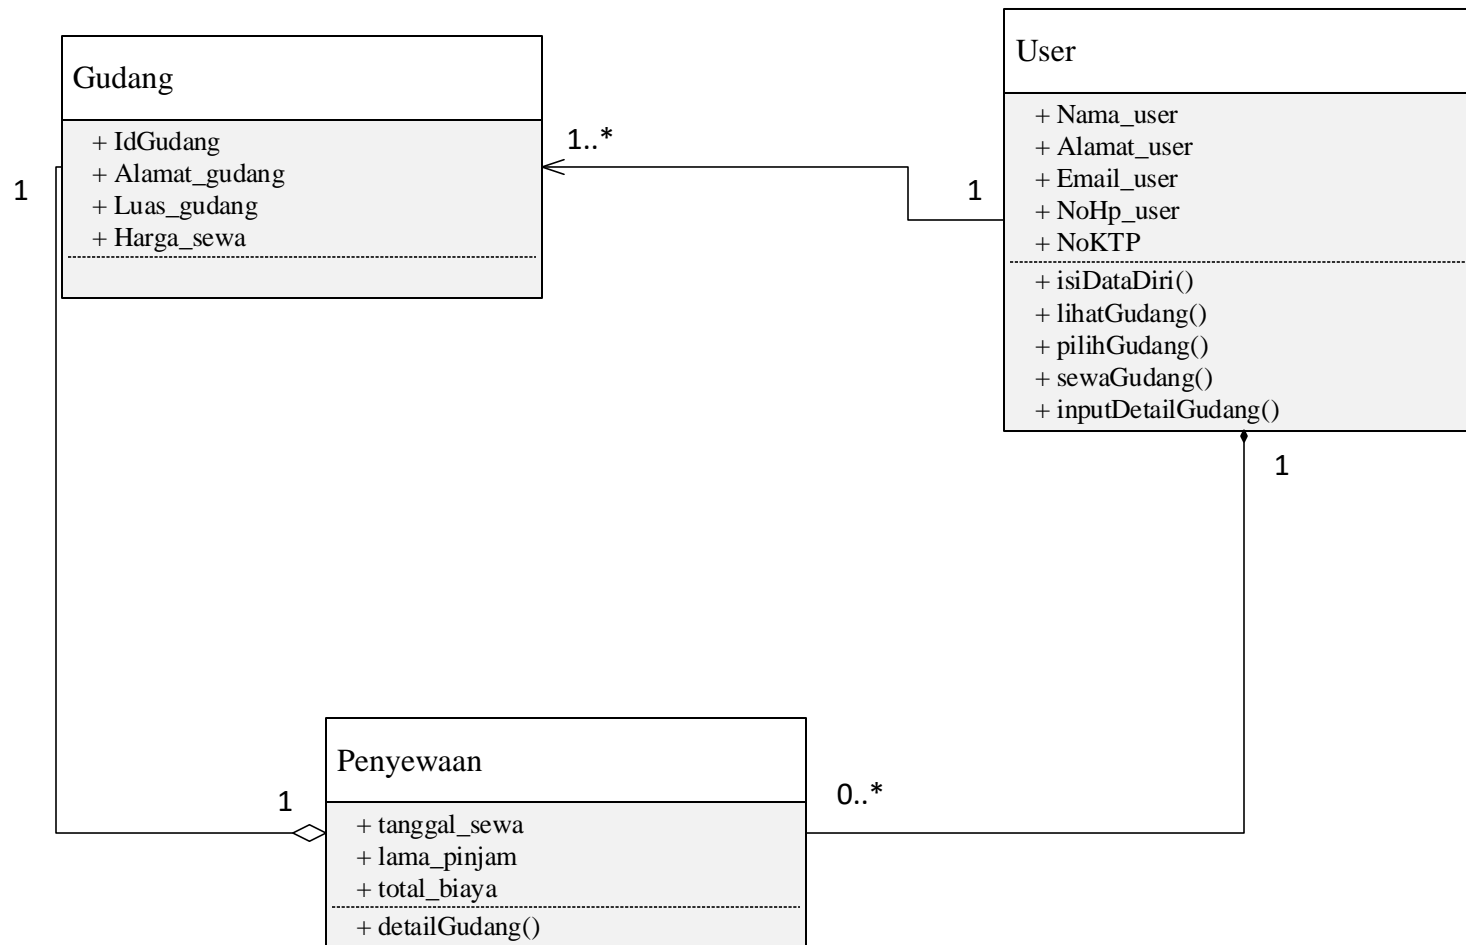 Gudang
+ IdGudang
+ Alamat_gudang
+ Luas_gudang
+ Harga_sewa
1
1..*
1
User
+ Nama_user
+ Alamat_user
+ Email_user
+ NoHp_user
+ NoKTP
+ isiDataDiri()
+ lihatGudang()
+ pilihGudang()
+ sewaGudang()
+ inputDetailGudang()
1
Penyewaan
1
0..*
+ tanggal_sewa
+ lama_pinjam
+ total_biaya
+ detailGudang()